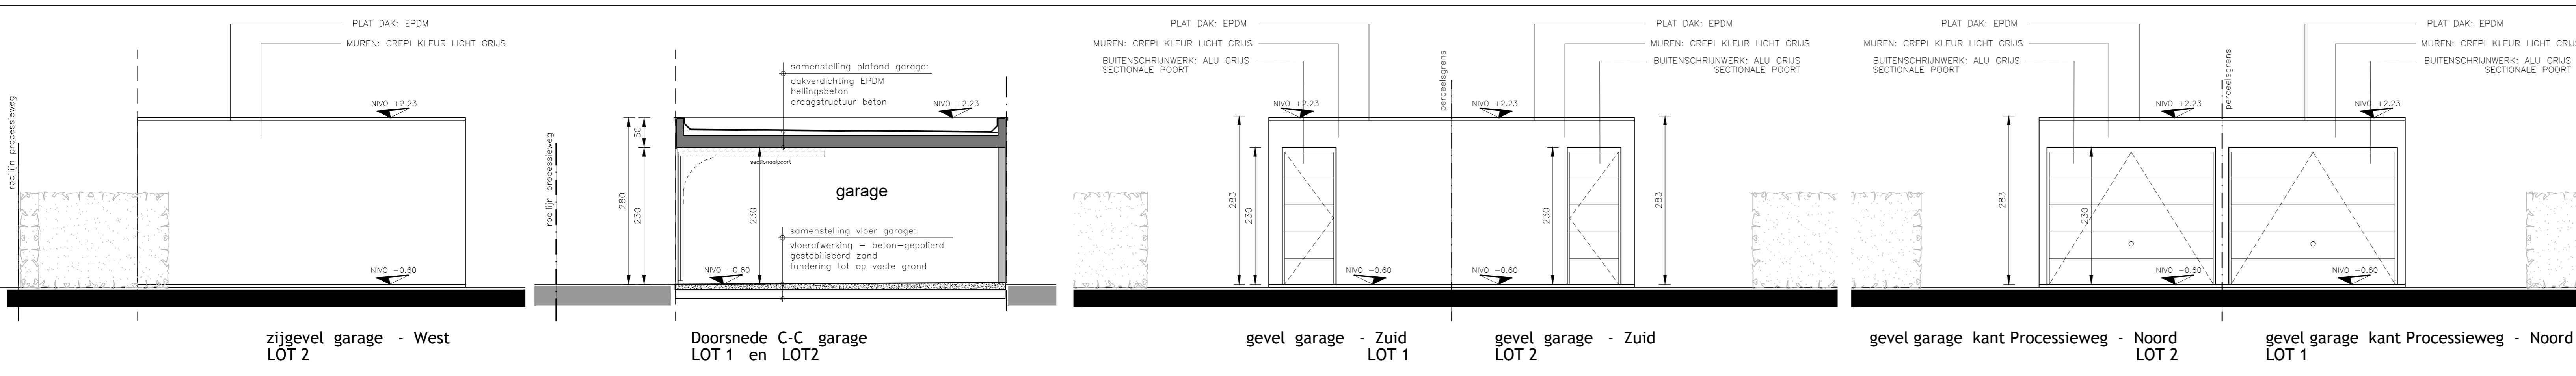 PLAT DAK: EPDM
MUREN: CREPI KLEUR LICHT GRIJS
NIVO +2.23
rooilijn processieweg
NIVO −0.60
zijgevel garage - West
LOT 2
samenstelling plafond garage:
dakverdichting EPDM
hellingsbeton
draagstructuur beton
NIVO +2.23
rooilijn processieweg
50
280
230
sectionaalpoort
230
garage
samenstelling vloer garage:
vloerafwerking − beton−gepolierd
gestabiliseerd zand
fundering tot op vaste grond
NIVO −0.60
Doorsnede C-C garage
LOT 1 en LOT2
PLAT DAK: EPDM
MUREN: CREPI KLEUR LICHT GRIJS
BUITENSCHRIJNWERK: ALU GRIJS
SECTIONALE POORT
NIVO +2.23
283
230
NIVO −0.60
perceelsgrens
PLAT DAK: EPDM
MUREN: CREPI KLEUR LICHT GRIJS
BUITENSCHRIJNWERK: ALU GRIJS
SECTIONALE POORT
NIVO +2.23
230
283
NIVO −0.60
gevel garage - Zuid
LOT 1
gevel garage - Zuid
LOT 2
PLAT DAK: EPDM
MUREN: CREPI KLEUR LICHT GRIJS
BUITENSCHRIJNWERK: ALU GRIJS
SECTIONALE POORT
NIVO +2.23
283
230
NIVO −0.60
perceelsgrens
PLAT DAK: EPDM
MUREN: CREPI KLEUR LICHT GRIJS
BUITENSCHRIJNWERK: ALU GRIJS
SECTIONALE POORT
NIVO +2.23
NIVO −0.60
gevel garage kant Processieweg - Noord
LOT 2
gevel garage kant Processieweg - Noord
LOT 1